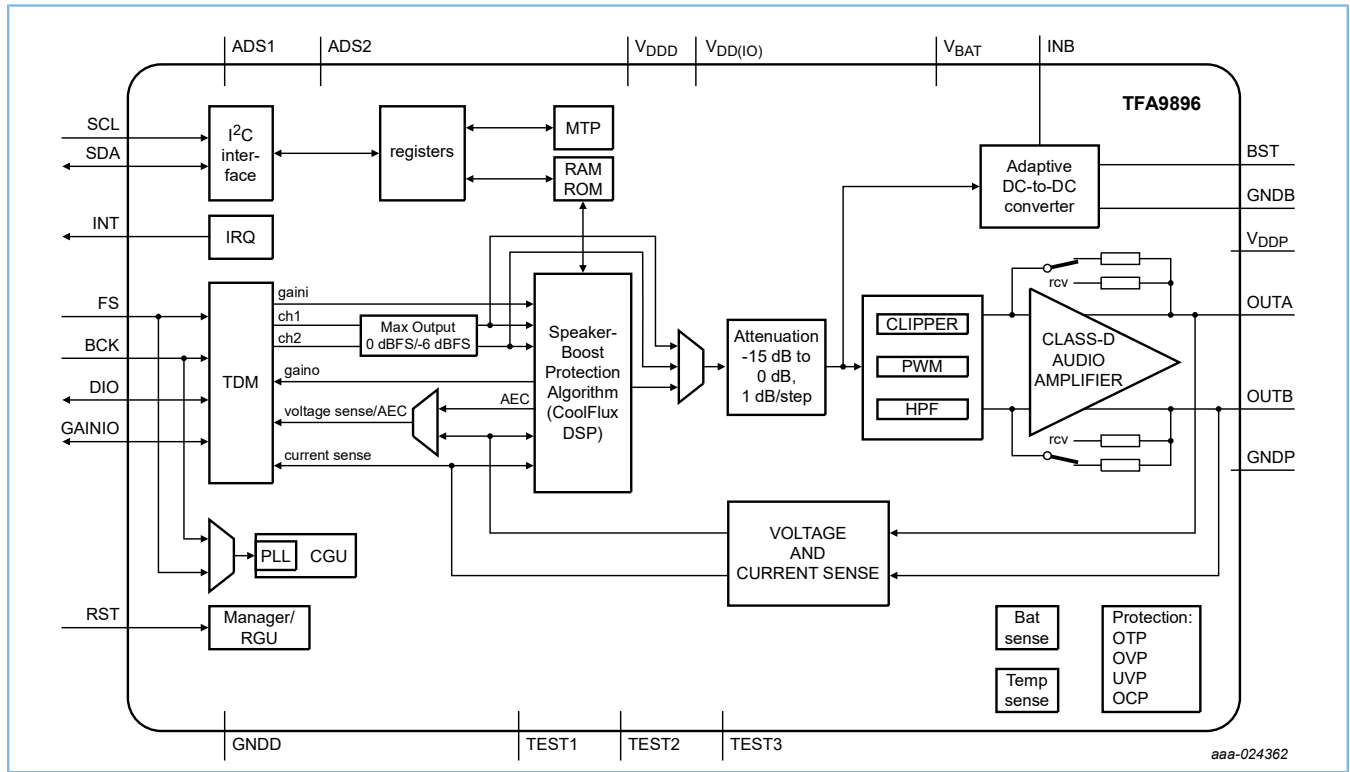 ADS1
ADS2
VDDD
VDD(IO)
VBAT
INB
TFA9896
SCL
SDA
I2C
inter-
face
registers
MTP
RAM
ROM
Adaptive
DC-to-DC
converter
BST
GNDB
INT
IRQ
VDDP
FS
BCK
DIO
GAINIO
TDM
gaini
ch1
ch2
Max Output
0 dBFS/-6 dBFS
gaino
AEC
voltage sense/AEC
current sense
Speaker-
Boost
Protection
Algorithm
(CoolFlux
DSP)
Attenuation
-15 dB to
0 dB,
1 dB/step
CLIPPER
PWM
HPF
rcv
CLASS-D
AUDIO
AMPLIFIER
rcv
OUTA
OUTB
GNDP
PLL
CGU
VOLTAGE
AND
CURRENT SENSE
RST
Manager/
RGU
Bat
sense
Temp
sense
Protection:
OTP
OVP
UVP
OCP
GNDD
TEST1
TEST2
TEST3
aaa-024362